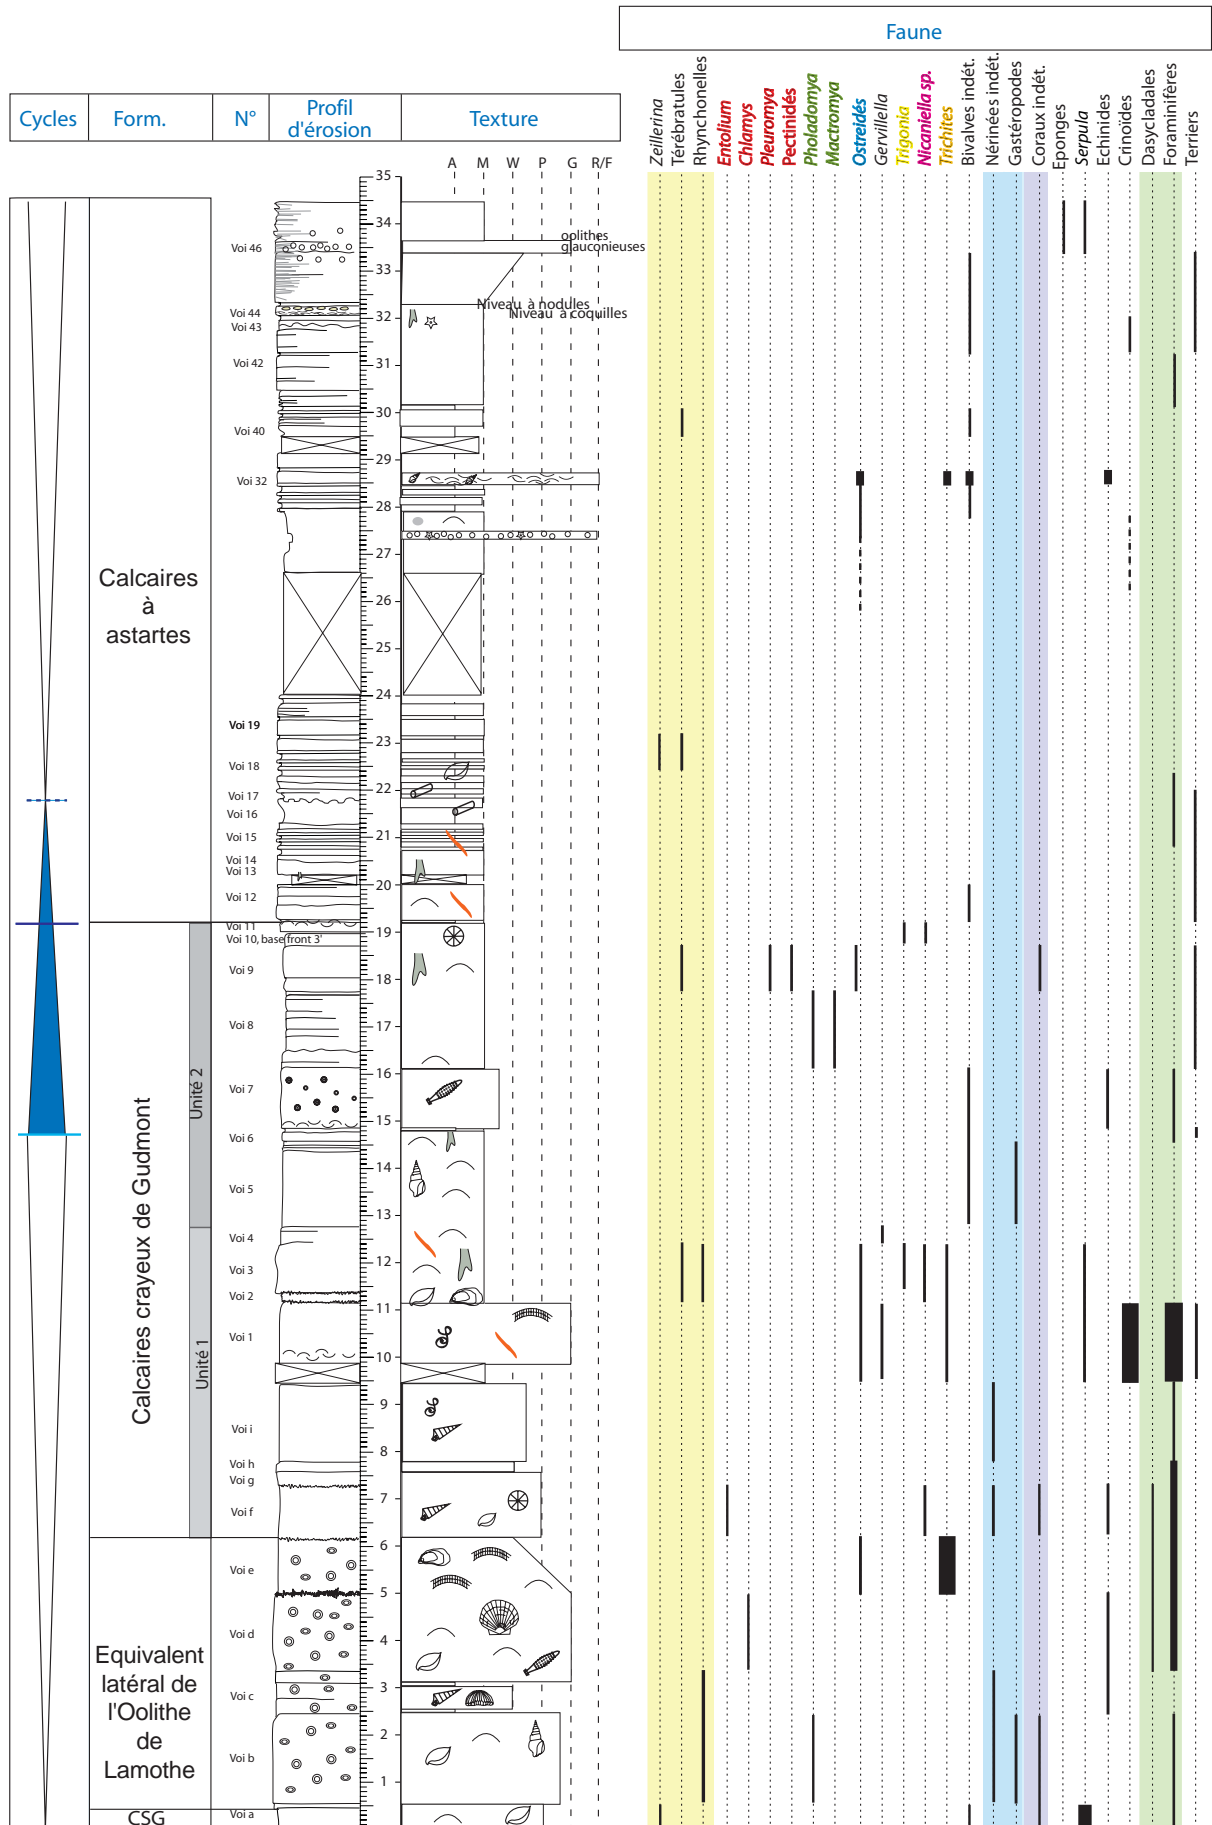 Faune
Cycles
Form.
N°
Profil
d'érosion
Texture
Zeillerina
Térébratules
Rhynchonelles
Entolium
Chlamys
Pleuromya
Pectinidés
Pholadomya
Mactromya
Ostreidés
Gervillella
Trigonia
Nicaniella sp.
Trichites
Bivalves indét.
Nérinées indét.
Gastéropodes
Coraux indét.
Eponges
Serpula
Echinides
Crinoides
Dasycladales
Foraminifères
Terriers
A M W P G R/F
35
34
33
32
31
30
29
28
27
26
25
24
23
22
21
20
19
18
17
16
15
14
13
12
11
10
9
8
7
6
5
4
3
2
1
oolithes
glauconieuses
Niveau à nodules
Niveau à coquilles
Voi 46
Voi 44
Voi 43
Voi 42
Voi 40
Voi 32
Voi 19
Voi 18
Voi 17
Voi 16
Voi 15
Voi 14
Voi 13
Voi 12
Voi 11
Voi 10, base front 3'
Voi 9
Voi 8
Voi 7
Voi 6
Voi 5
Voi 4
Voi 3
Voi 2
Voi 1
Voi i
Voi h
Voi g
Voi f
Voi e
Voi d
Voi c
Voi b
Voi a
Calcaires
à
astartes
Calcaires crayeux de Gudmont
Unité 2
Unité 1
Equivalent
latéral de
l'Oolithe
de
Lamothe
CSG